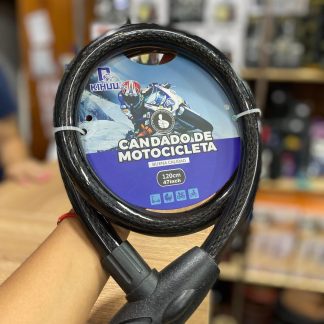 KIHUU
CANDADO DE
MOTOCICLETA
120cm
47inch